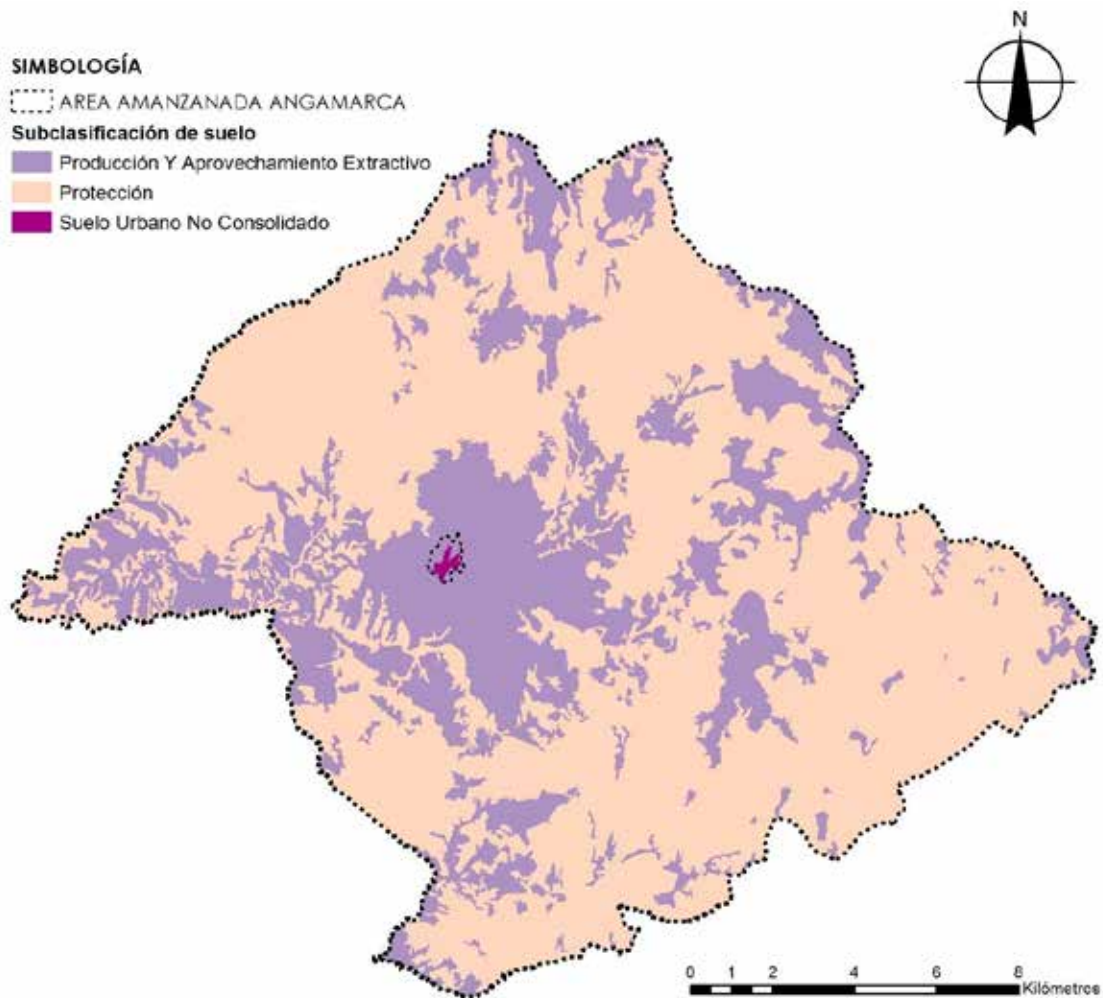 N
SIMBOLOGÍA
AREA AMANZANADA ANGAMARCA
Subclasificación de suelo
Producción Y Aprovechamiento Extractivo
Protección
Suelo Urbano No Consolidado
0 1 2 4 6 8
Kilómetros